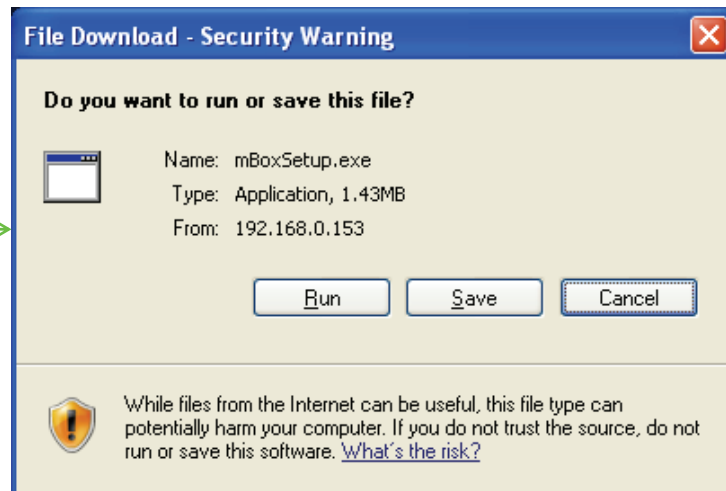 File Download - Security Warning
Do you want to run or save this file?
Name: mBoxSetup.exe
Type: Application, 1.43MB
From: 192.168.0.153
Run Save Cancel
While files from the Internet can be useful, this file type can
potentially harm your computer. If you do not trust the source, do not
run or save this software. What's the risk?